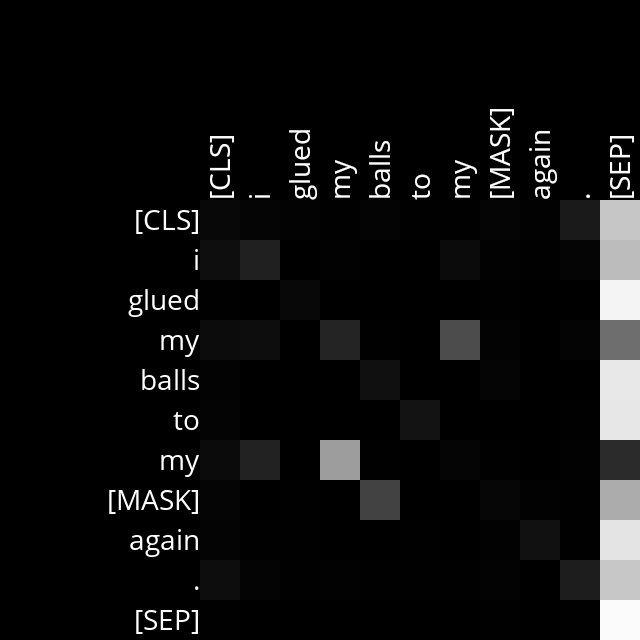 [CLS] i glued my balls to my [MASK] again . [SEP]
[CLS]
i
glued
my
balls
to
my
[MASK]
again
.
[SEP]